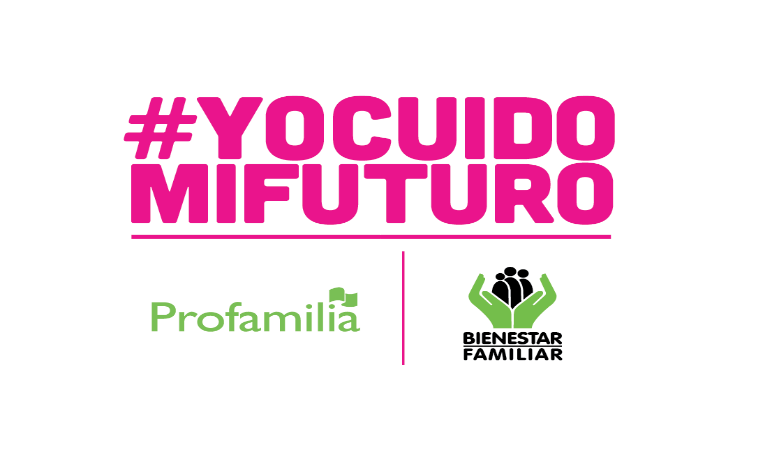 #YOCUIDO
MIFUTURO
Profamilia
BIENESTAR
FAMILIAR